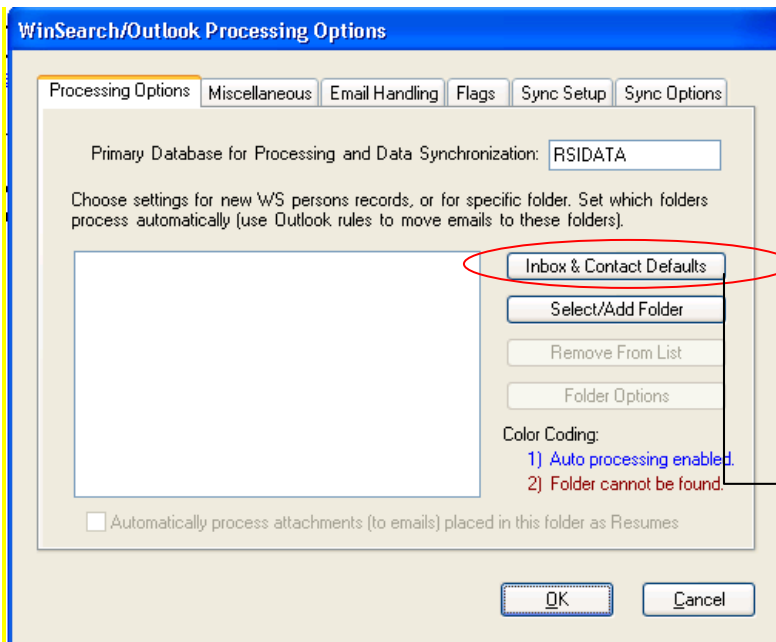 WinSearch/Outlook Processing Options
Processing Options Miscellaneous Email Handling Flags Sync Setup Sync Options
Primary Database for Processing and Data Synchronization: RSIDATA
Choose settings for new WS persons records, or for specific folder. Set which folders
process automatically (use Outlook rules to move emails to these folders).
Inbox & Contact Defaults
Select/Add Folder
Remove From List
Folder Options
Color Coding:
1) Auto processing enabled.
2) Folder cannot be found.
Automatically process attachments (to emails) placed in this folder as Resumes
OK Cancel